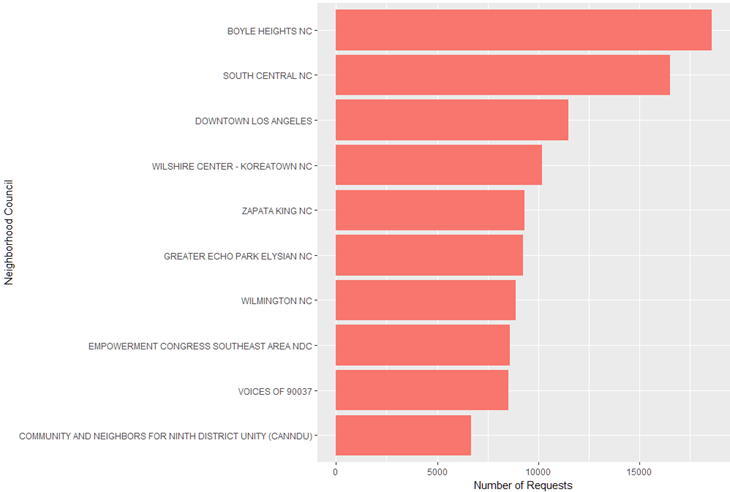 BOYLE HEIGHTS NC
SOUTH CENTRAL NC
DOWNTOWN LOS ANGELES
WILSHIRE CENTER - KOREATOWN NC
ZAPATA KING NC
GREATER ECHO PARK ELYSIAN NC
WILMINGTON NC
EMPOWERMENT CONGRESS SOUTHEAST AREA NDC
VOICES OF 90037
COMMUNITY AND NEIGHBORS FOR NINTH DISTRICT UNITY (CANNDU)
Neighborhood Council
0 5000 10000 15000
Number of Requests